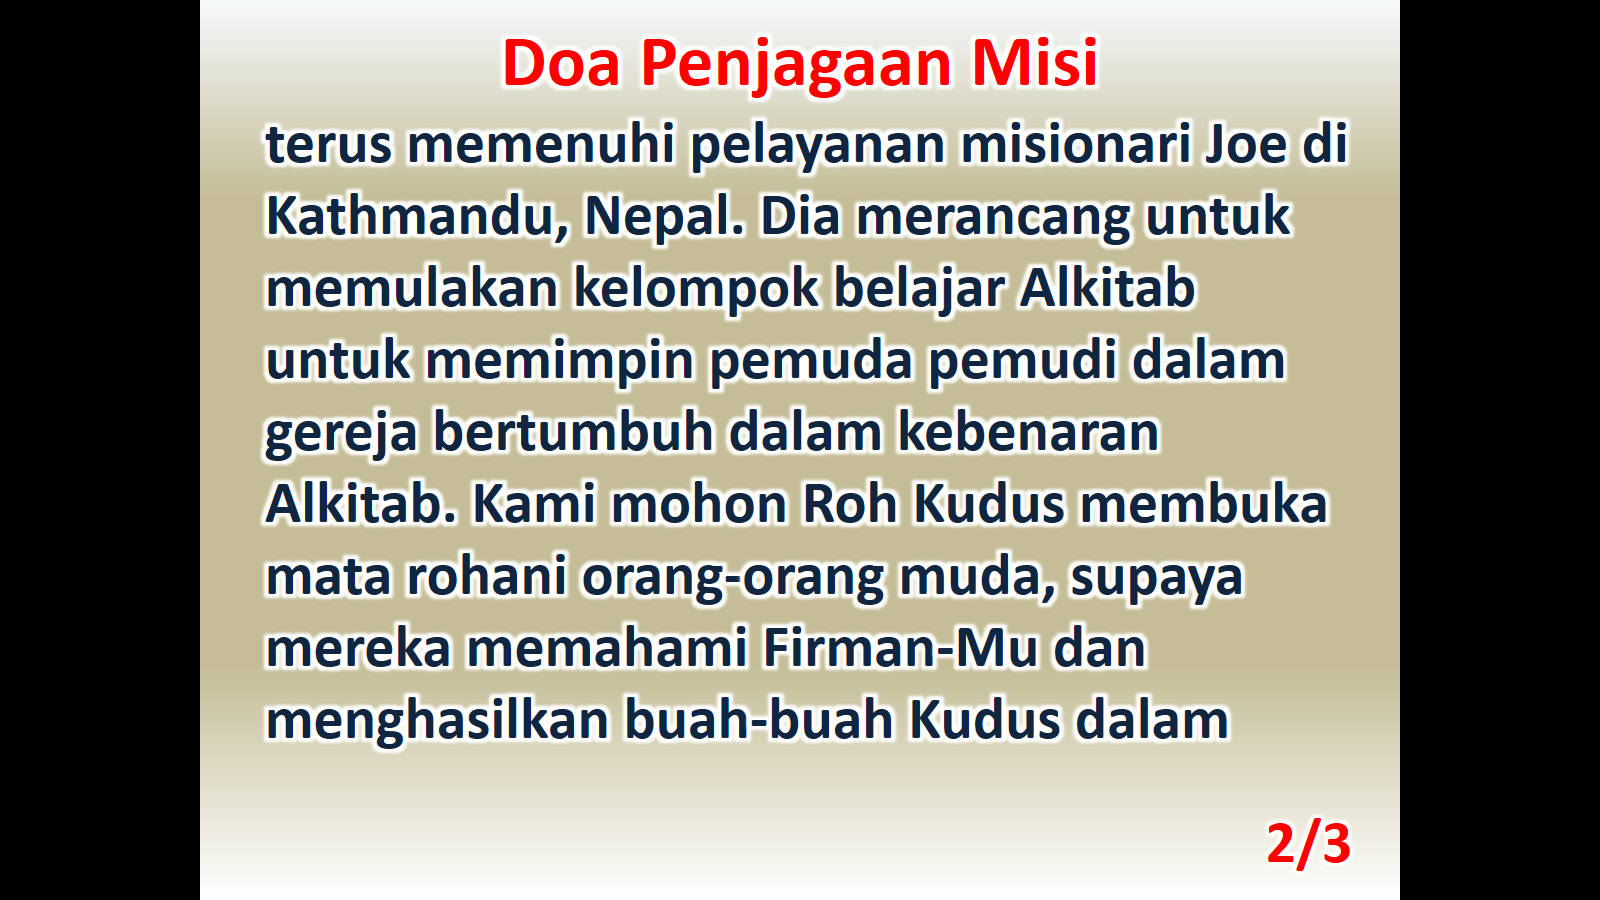 Doa Penjagaan Misi
terus memenuhi pelayanan misionari Joe di
Kathmandu, Nepal. Dia merancang untuk
memulakan kelompok belajar Alkitab
untuk memimpin pemuda pemudi dalam
gereja bertumbuh dalam kebenaran
Alkitab. Kami mohon Roh Kudus membuka
mata rohani orang-orang muda, supaya
mereka memahami Firman-Mu dan
menghasilkan buah-buah Kudus dalam
2/3